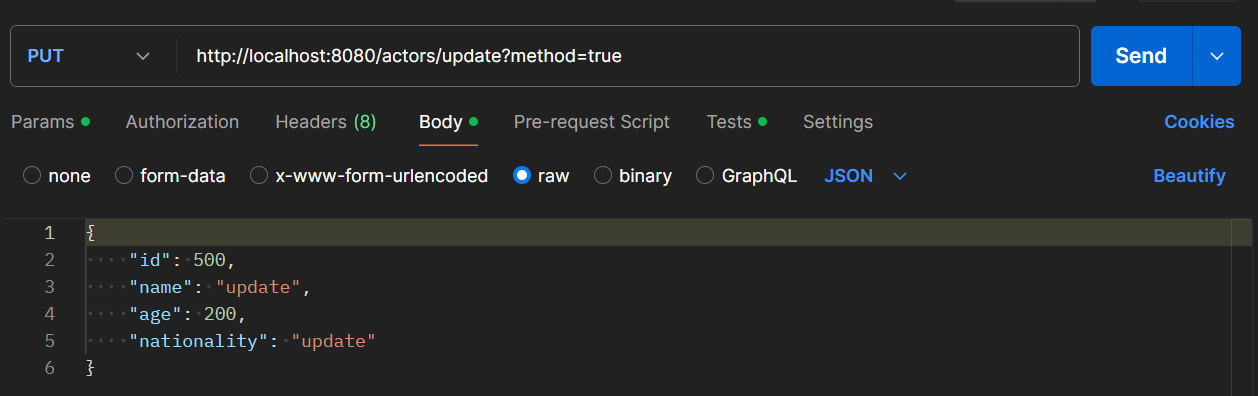 PUT http://localhost:8080/actors/update?method=true Send
Params Authorization Headers (8) Body Pre-request Script Tests Settings Cookies
none form-data x-www-form-urlencoded raw binary GraphQL JSON Beautify
1 {
2 "id": 500,
3 "name": "update",
4 "age": 200,
5 "nationality": "update"
6 }